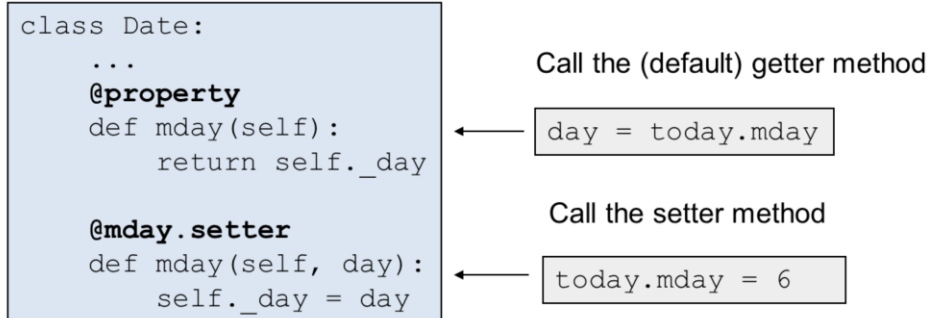 class Date:
    ...
    @property
    def mday(self):
        return self._day
    @mday.setter
    def mday(self, day):
        self._day = day
Call the (default) getter method
day = today.mday
Call the setter method
today.mday = 6